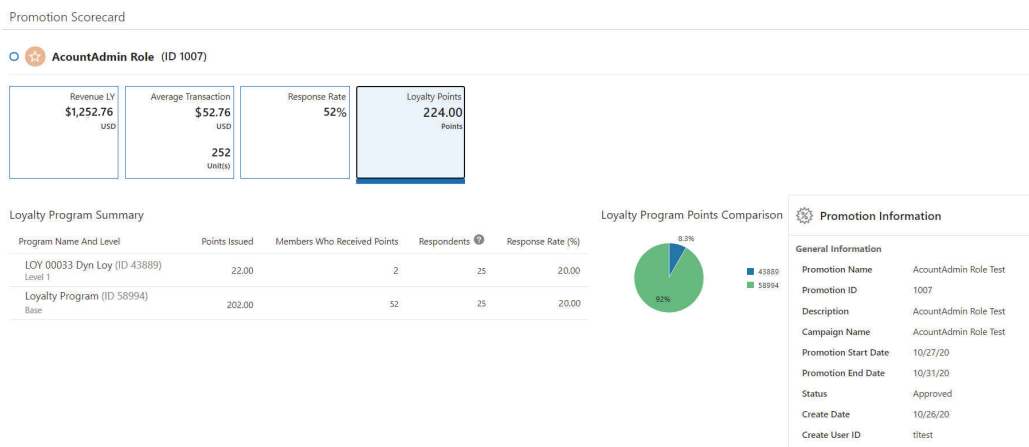 Promotion Scorecard
AcountAdmin Role (ID 1007)
Revenue LY
$1,252.76
USD
Average Transaction
$52.76
USD
252
Unit(s)
Response Rate
52%
Loyalty Points
224.00
Points
Loyalty Program Summary
Program Name And Level Points Issued Members Who Received Points Respondents ? Response Rate (%)
LOY 00033 Dyn Loy (ID 43889) 22.00 2 25 20.00
Level 1
Loyalty Program (ID 58994) 202.00 52 25 20.00
Base
Loyalty Program Points Comparison
8.3%
92%
43889
58994
Promotion Information
General Information
Promotion Name AcountAdmin Role Test
Promotion ID 1007
Description AcountAdmin Role Test
Campaign Name AcountAdmin Role Test
Promotion Start Date 10/27/20
Promotion End Date 10/31/20
Status Approved
Create Date 10/26/20
Create User ID tltest